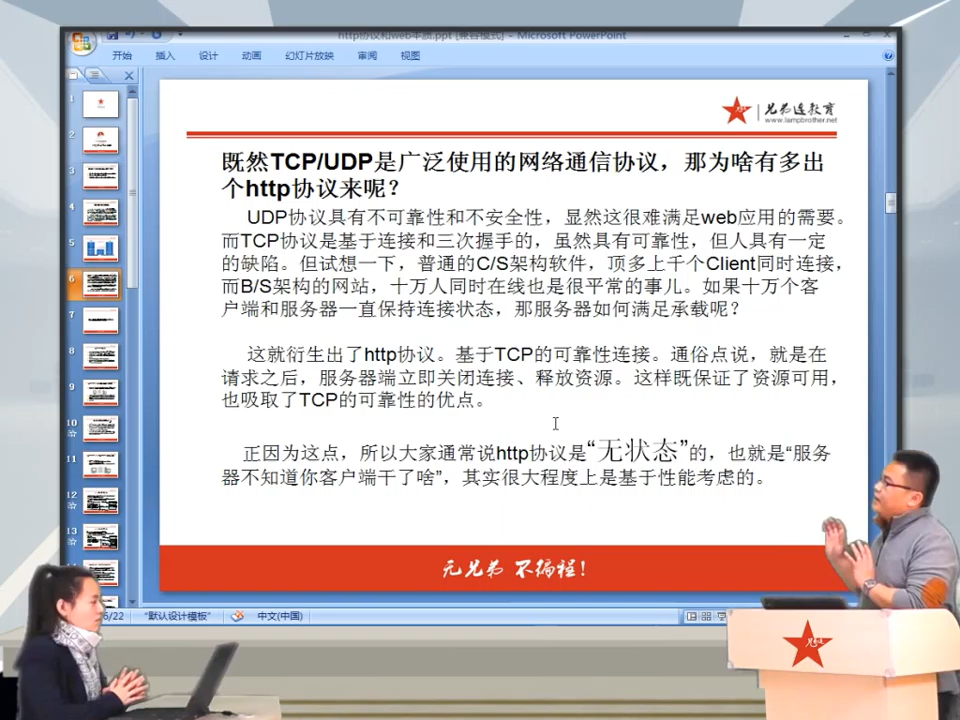 http协议和web本质.ppt [兼容模式] - Microsoft PowerPoint
开始 插入 设计 动画 幻灯片放映 审阅 视图
兄弟连教育
www.lampbrother.net
既然TCP/UDP是广泛使用的网络通信协议，那为啥有多出
个http协议来呢？
UDP协议具有不可靠性和不安全性，显然这很难满足web应用的需要。
而TCP协议是基于连接和三次握手的，虽然具有可靠性，但人具有一定
的缺陷。但试想一下，普通的C/S架构软件，顶多上千个Client同时连接，
而B/S架构的网站，十万人同时在线也是很平常的事儿。如果十万个客
户端和服务器一直保持连接状态，那服务器如何满足承载呢？
这就衍生出了http协议。基于TCP的可靠性连接。通俗点说，就是在
请求之后，服务器端立即关闭连接、释放资源。这样既保证了资源可用，
也吸取了TCP的可靠性的优点。
正因为这点，所以大家通常说http协议是“无状态”的，也就是“服务
器不知道你客户端干了啥”，其实很大程度上是基于性能考虑的。
无兄弟 不编程！
1
2
3
4
5
6
7
8
9
10
11
12
13
6/22 “默认设计模板” 中文(中国)